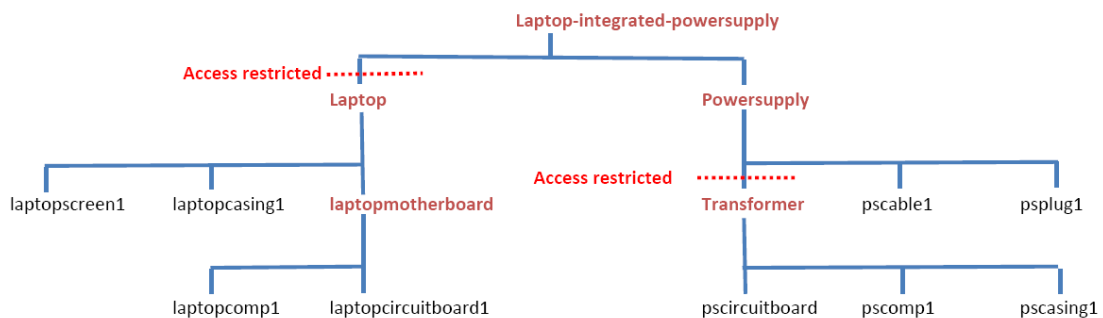 Laptop-integrated-powersupply
Access restricted
Laptop
Powersupply
Access restricted
laptopscreen1
laptopcasing1
laptopmotherboard
Transformer
pscable1
psplug1
laptopcomp1
laptopcircuitboard1
pscircuitboard
pscomp1
pscasing1